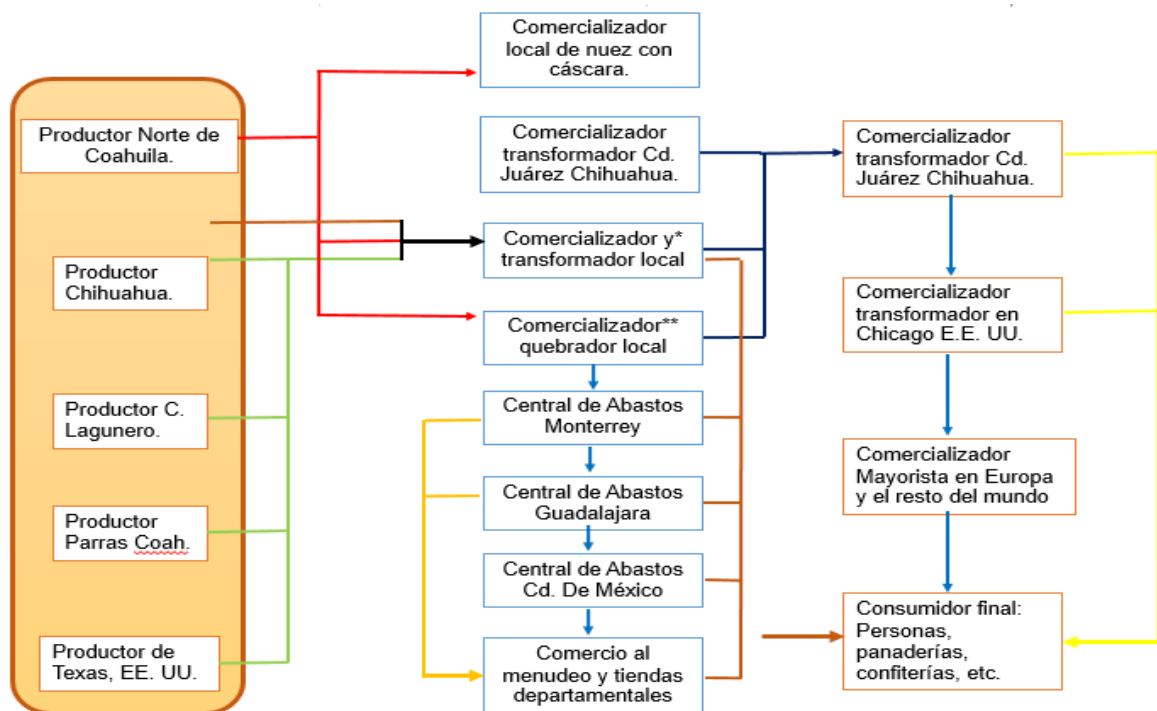 Productor Norte de
Coahuila.
Productor
Chihuahua.
Productor C.
Lagunero.
Productor
Parras Coah.
Productor de
Texas, EE. UU.
Comercializador
local de nuez con
cáscara.
Comercializador
transformador Cd.
Juárez Chihuahua.
Comercializador y*
transformador local
Comercializador**
quebrador local
Central de Abastos
Monterrey
Central de Abastos
Guadalajara
Central de Abastos
Cd. De México
Comercio al
menudeo y tiendas
departamentales
Comercializador
transformador Cd.
Juárez Chihuahua.
Comercializador
transformador en
Chicago E.E. UU.
Comercializador
Mayorista en Europa
y el resto del mundo
Consumidor final:
Personas,
panaderías,
confiterías, etc.